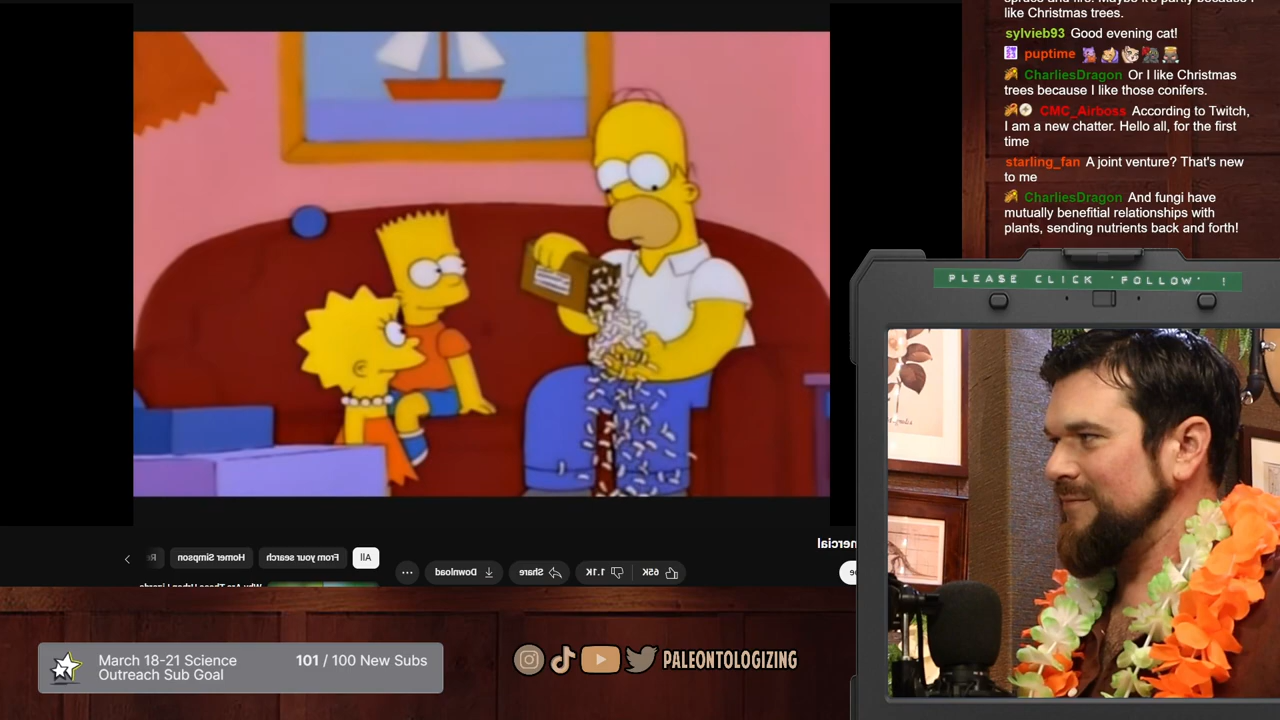 like Christmas trees.
sylvieb93 Good evening cat!
puptime
CharliesDragon Or I like Christmas
trees because I like those conifers.
CMC_Airboss According to Twitch,
I am a new chatter. Hello all, for the first
time
starling_fan A joint venture? That's new
to me
CharliesDragon And fungi have
mutually benefitial relationships with
plants, sending nutrients back and forth!
PLEASE CLICK 'FOLLOW' !
mercial
Homer Simpson
From your search
All
Download
Share
1.1K
65K
March 18-21 Science
Outreach Sub Goal
101 / 100 New Subs
PALEONTOLOGIZING